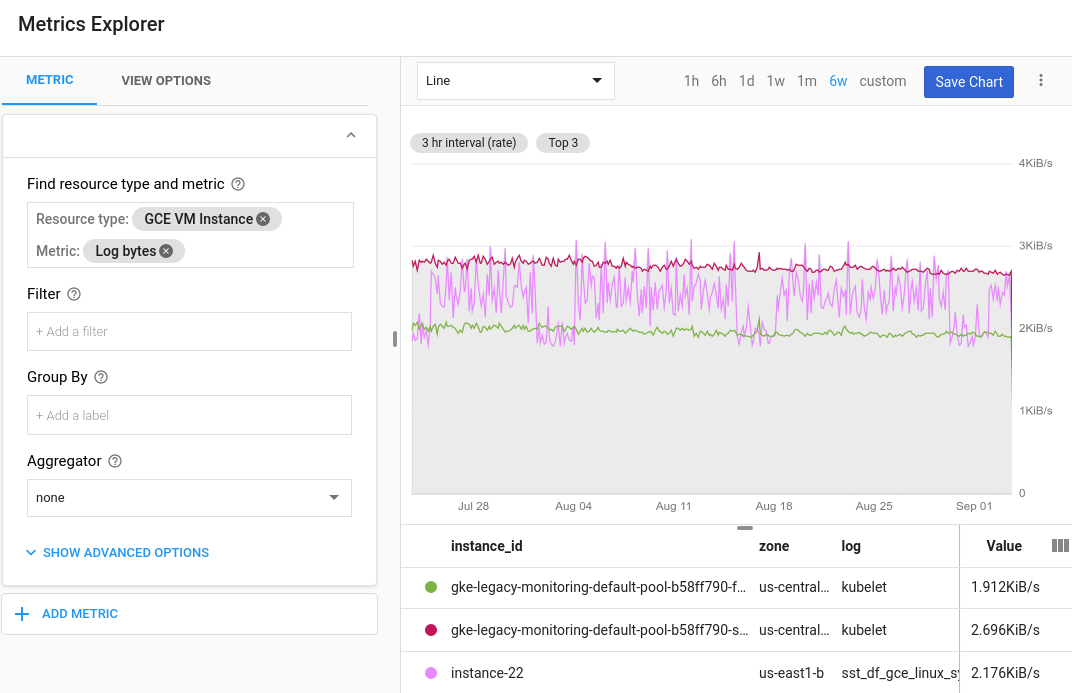 Metrics Explorer
METRIC VIEW OPTIONS
Line 1h 6h 1d 1w 1m 6w custom Save Chart
Find resource type and metric
Resource type: GCE VM Instance
Metric: Log bytes
Filter
+ Add a filter
Group By
+ Add a label
Aggregator
none
SHOW ADVANCED OPTIONS
ADD METRIC
3 hr interval (rate) Top 3
4KiB/s
3KiB/s
2KiB/s
1KiB/s
0
Jul 28 Aug 04 Aug 11 Aug 18 Aug 25 Sep 01
instance_id zone log Value
gke-legacy-monitoring-default-pool-b58ff790-f... us-central... kubelet 1.912KiB/s
gke-legacy-monitoring-default-pool-b58ff790-s... us-central... kubelet 2.696KiB/s
instance-22 us-east1-b sst_df_gce_linux_sy 2.176KiB/s